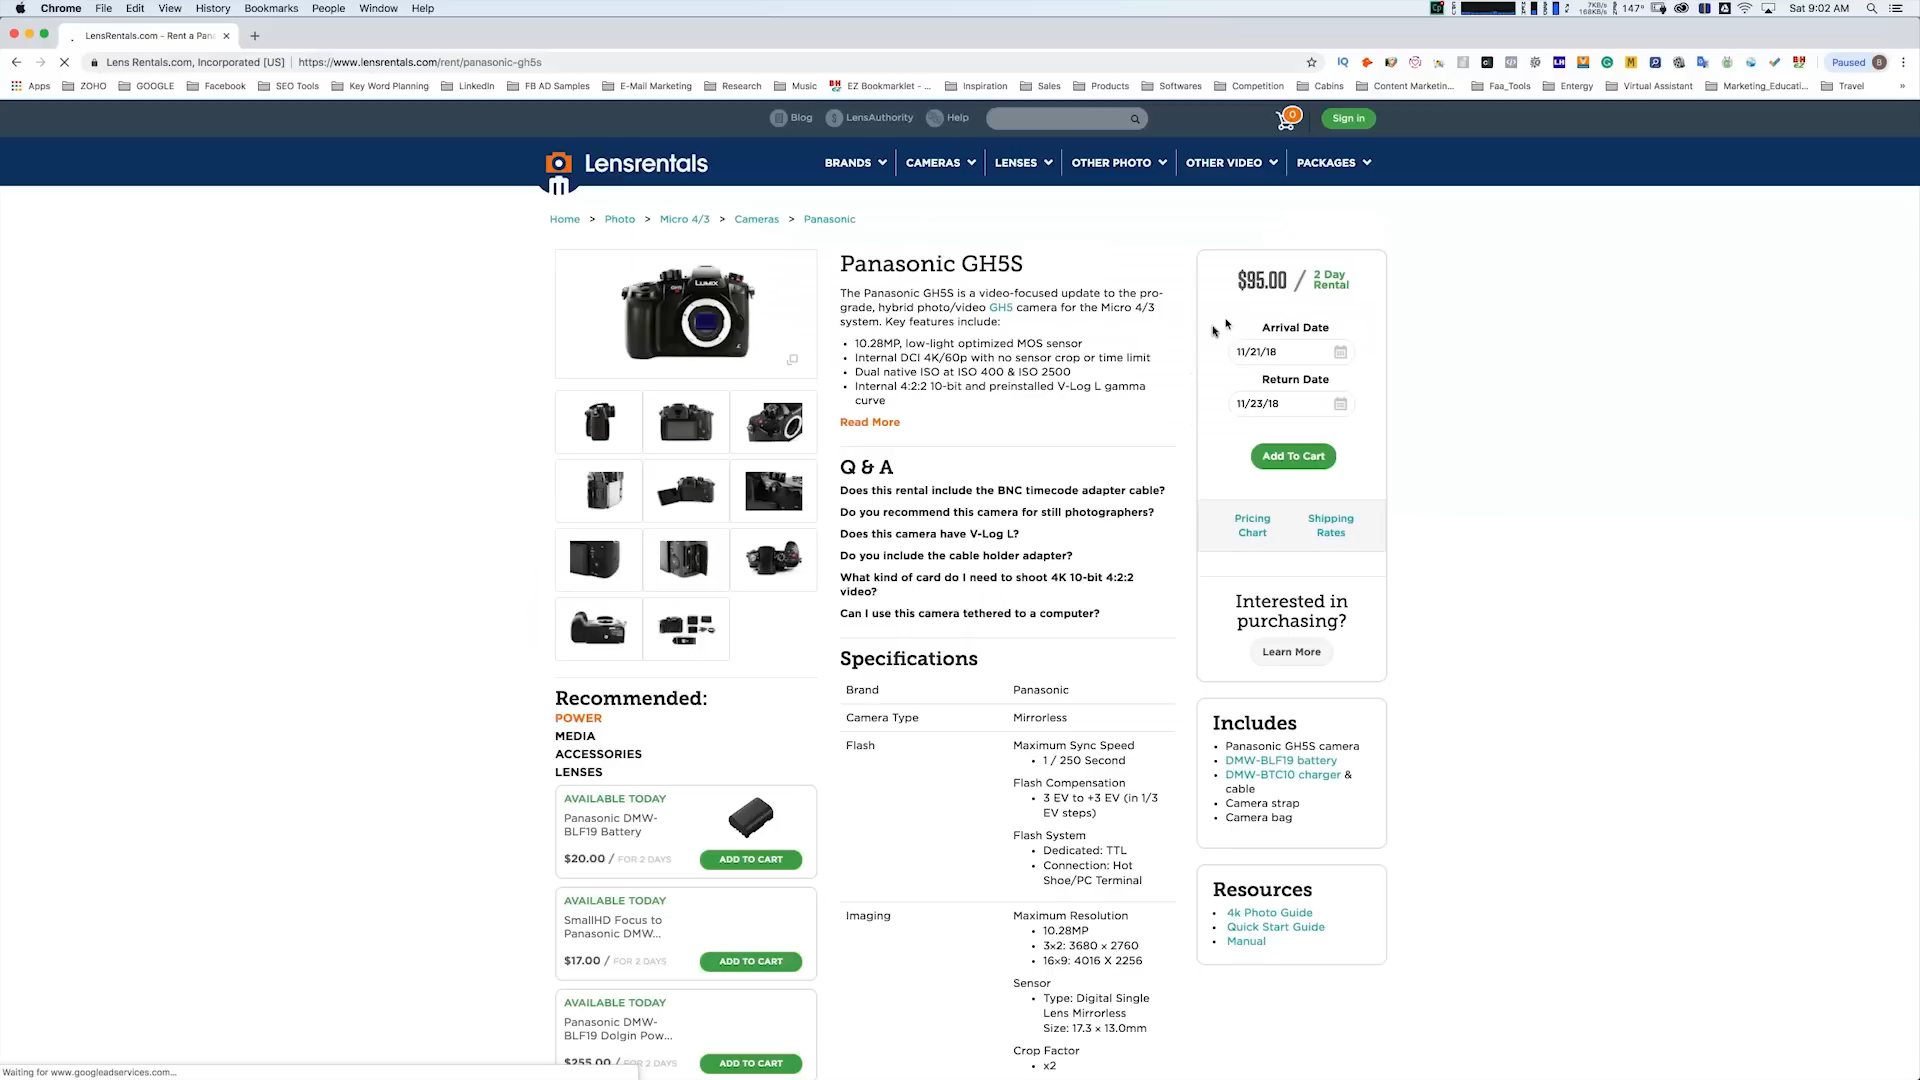 Chrome File Edit View History Bookmarks People Window Help
7KB/s
168KB/s
147° Sat 9:02 AM
LensRentals.com - Rent a Pan
Lens Rentals.com, Incorporated [US] | https://www.lensrentals.com/rent/panasonic-gh5s
Paused B
Apps ZOHO GOOGLE Facebook SEO Tools Key Word Planning LinkedIn FB AD Samples E-Mail Marketing Research Music EZ Bookmarklet - ... Inspiration Sales Products Softwares Competition Cabins Content Marketin... Faa_Tools Entergy Virtual Assistant Marketing_Educati... Travel »
Blog LensAuthority Help 0 Sign in
Lensrentals BRANDS CAMERAS LENSES OTHER PHOTO OTHER VIDEO PACKAGES
Home > Photo > Micro 4/3 > Cameras > Panasonic
LUMIX
Panasonic GH5S
The Panasonic GH5S is a video-focused update to the pro-
grade, hybrid photo/video GH5 camera for the Micro 4/3
system. Key features include:
• 10.28MP, low-light optimized MOS sensor
• Internal DCI 4K/60p with no sensor crop or time limit
• Dual native ISO at ISO 400 & ISO 2500
• Internal 4:2:2 10-bit and preinstalled V-Log L gamma
curve
Read More
Q & A
Does this rental include the BNC timecode adapter cable?
Do you recommend this camera for still photographers?
Does this camera have V-Log L?
Do you include the cable holder adapter?
What kind of card do I need to shoot 4K 10-bit 4:2:2
video?
Can I use this camera tethered to a computer?
Specifications
Brand Panasonic
Camera Type Mirrorless
Flash Maximum Sync Speed
• 1 / 250 Second
Flash Compensation
• 3 EV to +3 EV (in 1/3
EV steps)
Flash System
• Dedicated: TTL
• Connection: Hot
Shoe/PC Terminal
Imaging Maximum Resolution
• 10.28MP
• 3x2: 3680 x 2760
• 16x9: 4016 X 2256
Sensor
• Type: Digital Single
Lens Mirrorless
Size: 17.3 x 13.0mm
Crop Factor
• x2
$95.00 / 2 Day
Rental
Arrival Date
11/21/18
Return Date
11/23/18
Add To Cart
Pricing
Chart
Shipping
Rates
Interested in
purchasing?
Learn More
Includes
• Panasonic GH5S camera
• DMW-BLF19 battery
• DMW-BTC10 charger &
cable
• Camera strap
• Camera bag
Resources
• 4k Photo Guide
• Quick Start Guide
• Manual
Recommended:
POWER
MEDIA
ACCESSORIES
LENSES
AVAILABLE TODAY
Panasonic DMW-
BLF19 Battery
$20.00 / FOR 2 DAYS ADD TO CART
AVAILABLE TODAY
SmallHD Focus to
Panasonic DMW...
$17.00 / FOR 2 DAYS ADD TO CART
AVAILABLE TODAY
Panasonic DMW-
BLF19 Dolgin Pow...
$255.00 / FOR 2 DAYS ADD TO CART
Waiting for www.googleadservices.com...